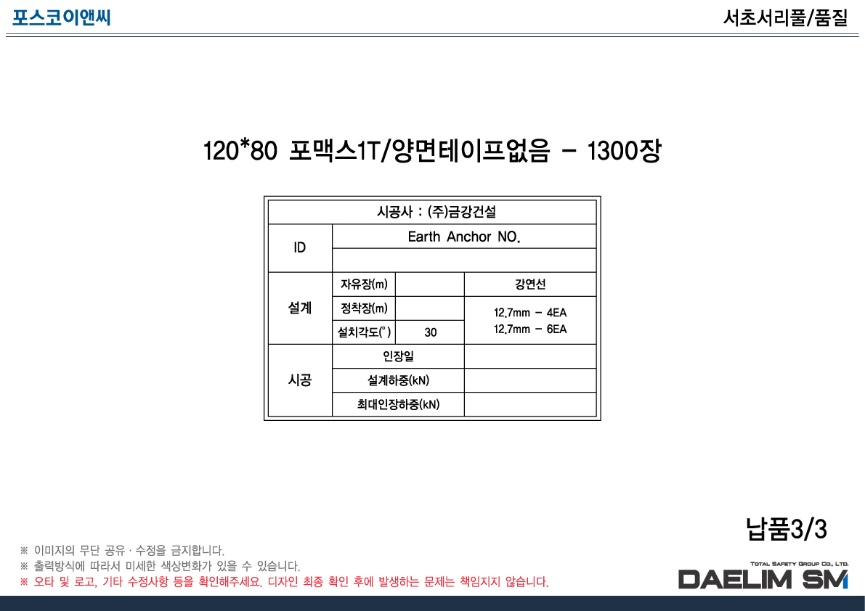 포스코이앤씨
서초서리풀/품질
120*80 포맥스1T/양면테이프없음 - 1300장
시공사 : (주)금강건설
ID
Earth Anchor NO.
설계
자유장(m)
강연선
정착장(m)
12.7mm - 4EA
12.7mm - 6EA
설치각도(°)
30
시공
인장일
설계하중(kN)
최대인장하중(kN)
납품3/3
※ 이미지의 무단 공유·수정을 금지합니다.
※ 출력방식에 따라서 미세한 색상변화가 있을 수 있습니다.
※ 오타 및 로고, 기타 수정사항 등을 확인해주세요. 디자인 최종 확인 후에 발생하는 문제는 책임지지 않습니다.
TOTAL SAFETY GROUP CO., LTD.
DAELIM SM